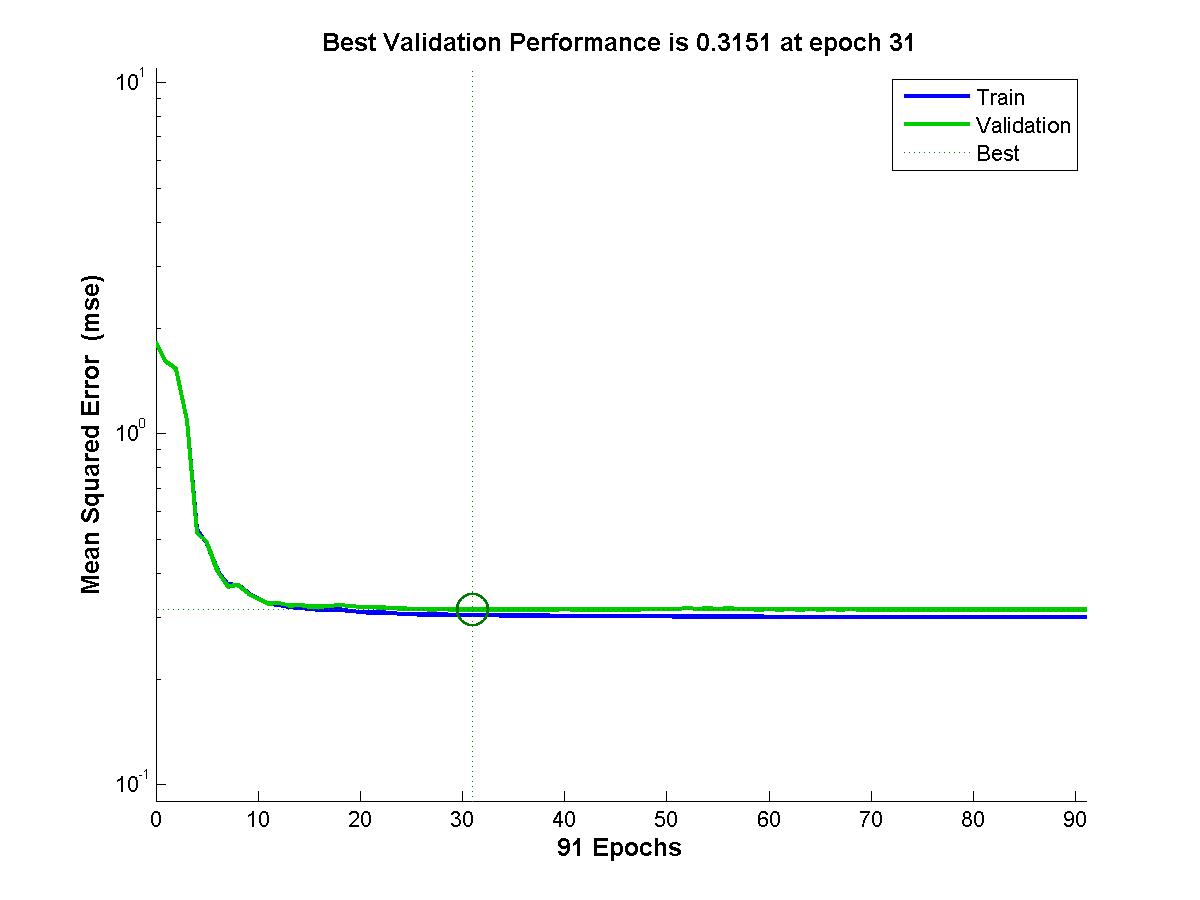 Best Validation Performance is 0.3151 at epoch 31
Train
Validation
Best
Mean Squared Error (mse)
10^1
10^0
10^-1
0 10 20 30 40 50 60 70 80 90
91 Epochs